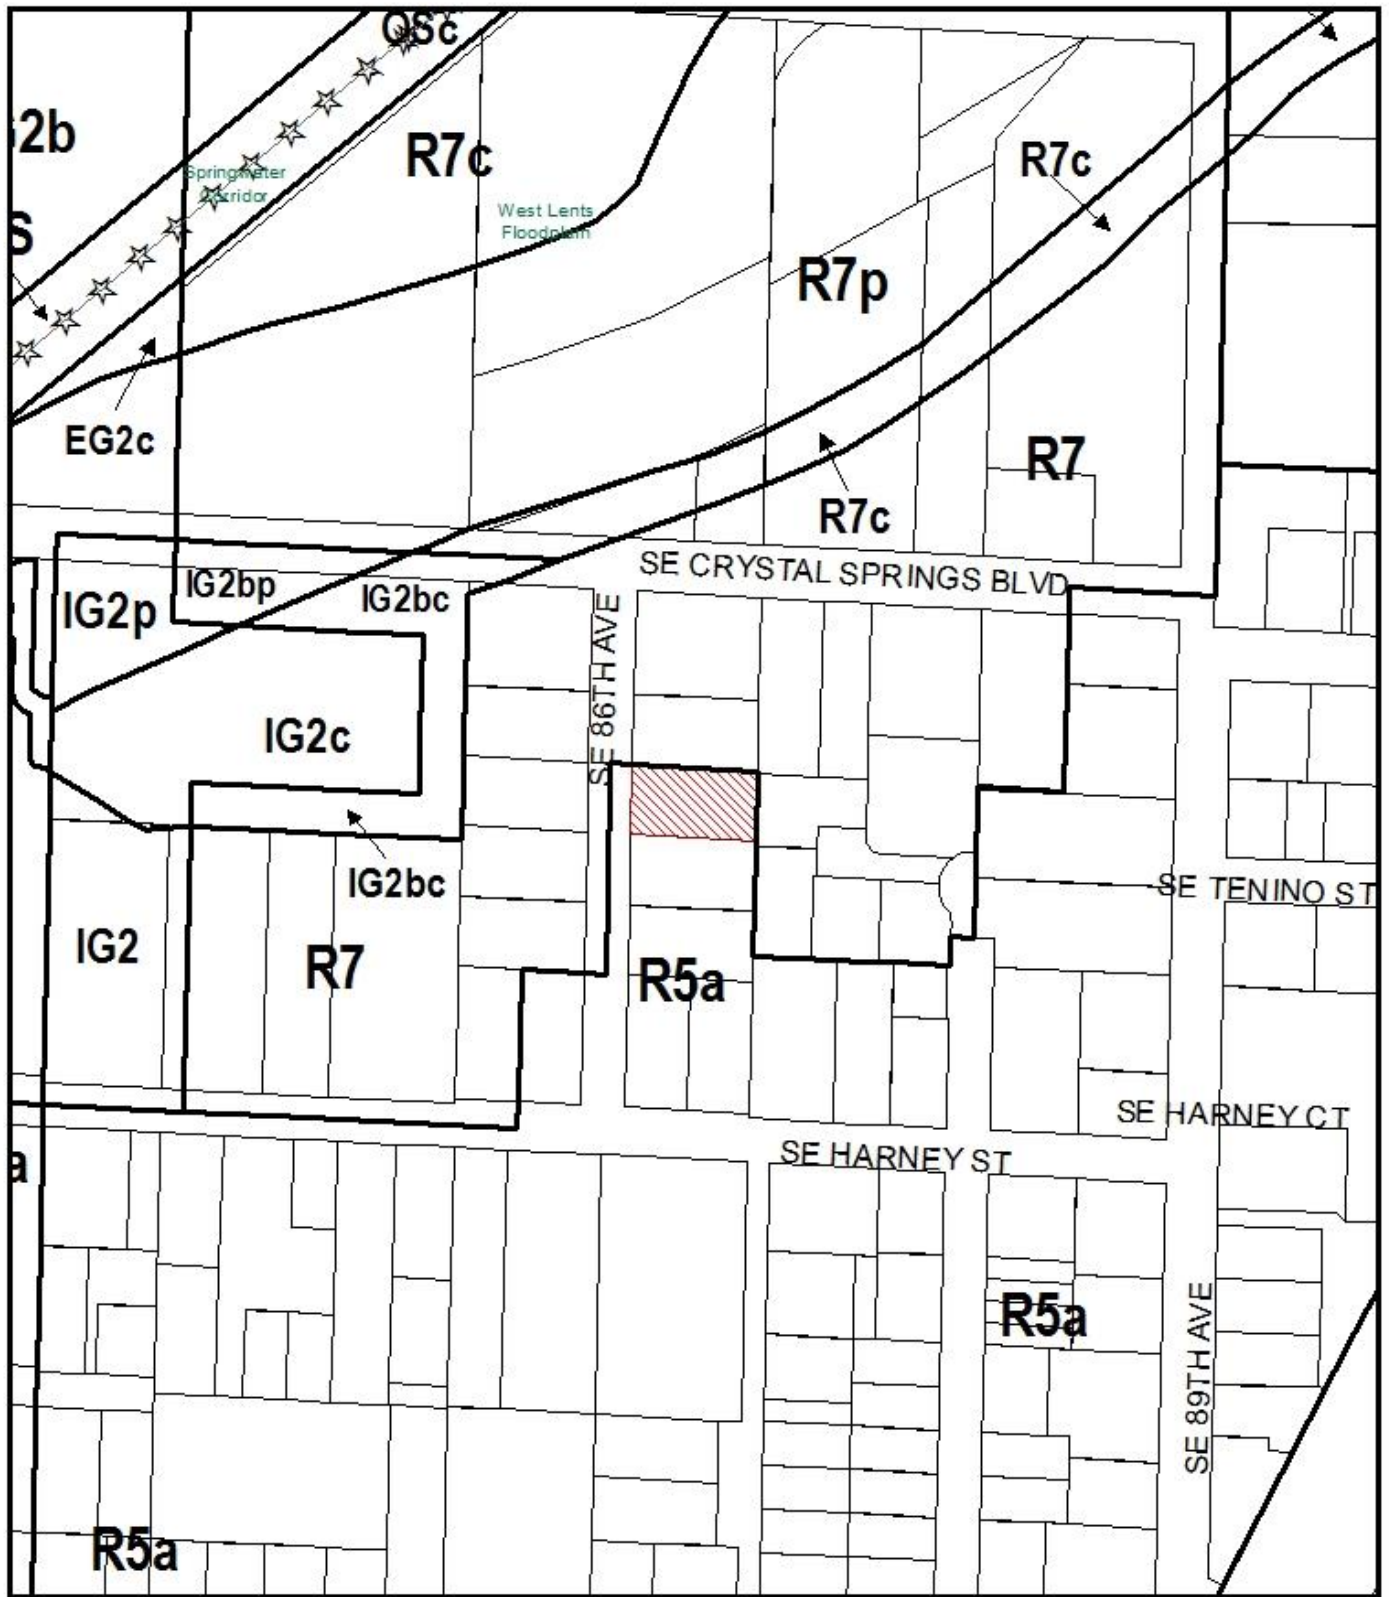 OSc
G2b
R7c
R7c
Springwater
Corridor
West Lents
Floodplain
S
R7p
EG2c
R7
R7c
SE CRYSTAL SPRINGS BLVD
IG2bp
IG2bc
IG2p
SE 86TH AVE
IG2c
IG2bc
SE TENINO ST
IG2
R7
R5a
SE HARNEY CT
SE HARNEY ST
a
R5a
SE 89TH AVE
R5a